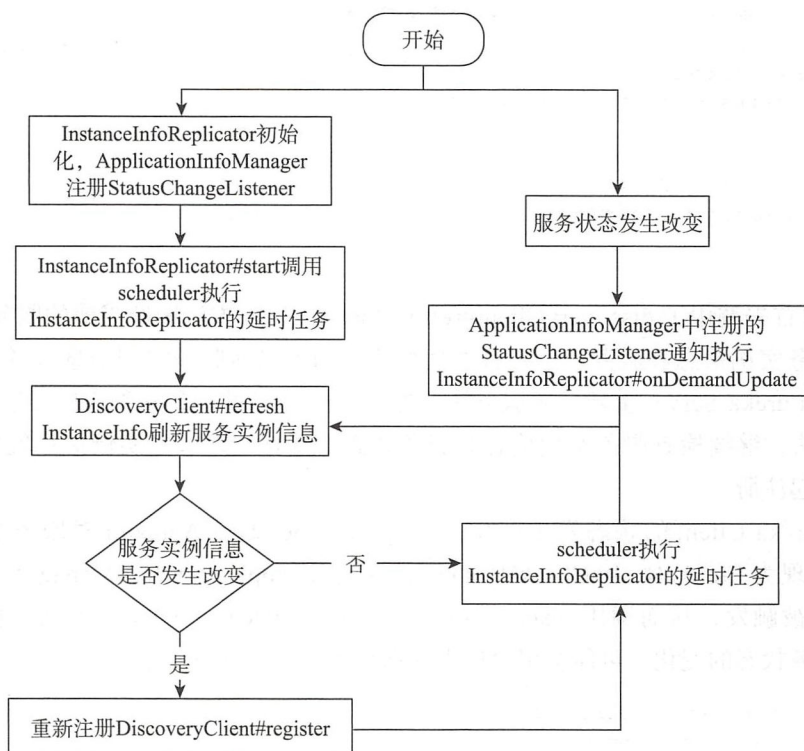 开始
InstanceInfoReplicator初始
化，ApplicationInfoManager
注册StatusChangeListener
服务状态发生改变
InstanceInfoReplicator#start调用
scheduler执行
InstanceInfoReplicator的延时任务
ApplicationInfoManager中注册的
StatusChangeListener通知执行
InstanceInfoReplicator#onDemandUpdate
DiscoveryClient#refresh
InstanceInfo刷新服务实例信息
服务实例信息
是否发生改变
否
scheduler执行
InstanceInfoReplicator的延时任务
是
重新注册DiscoveryClient#register